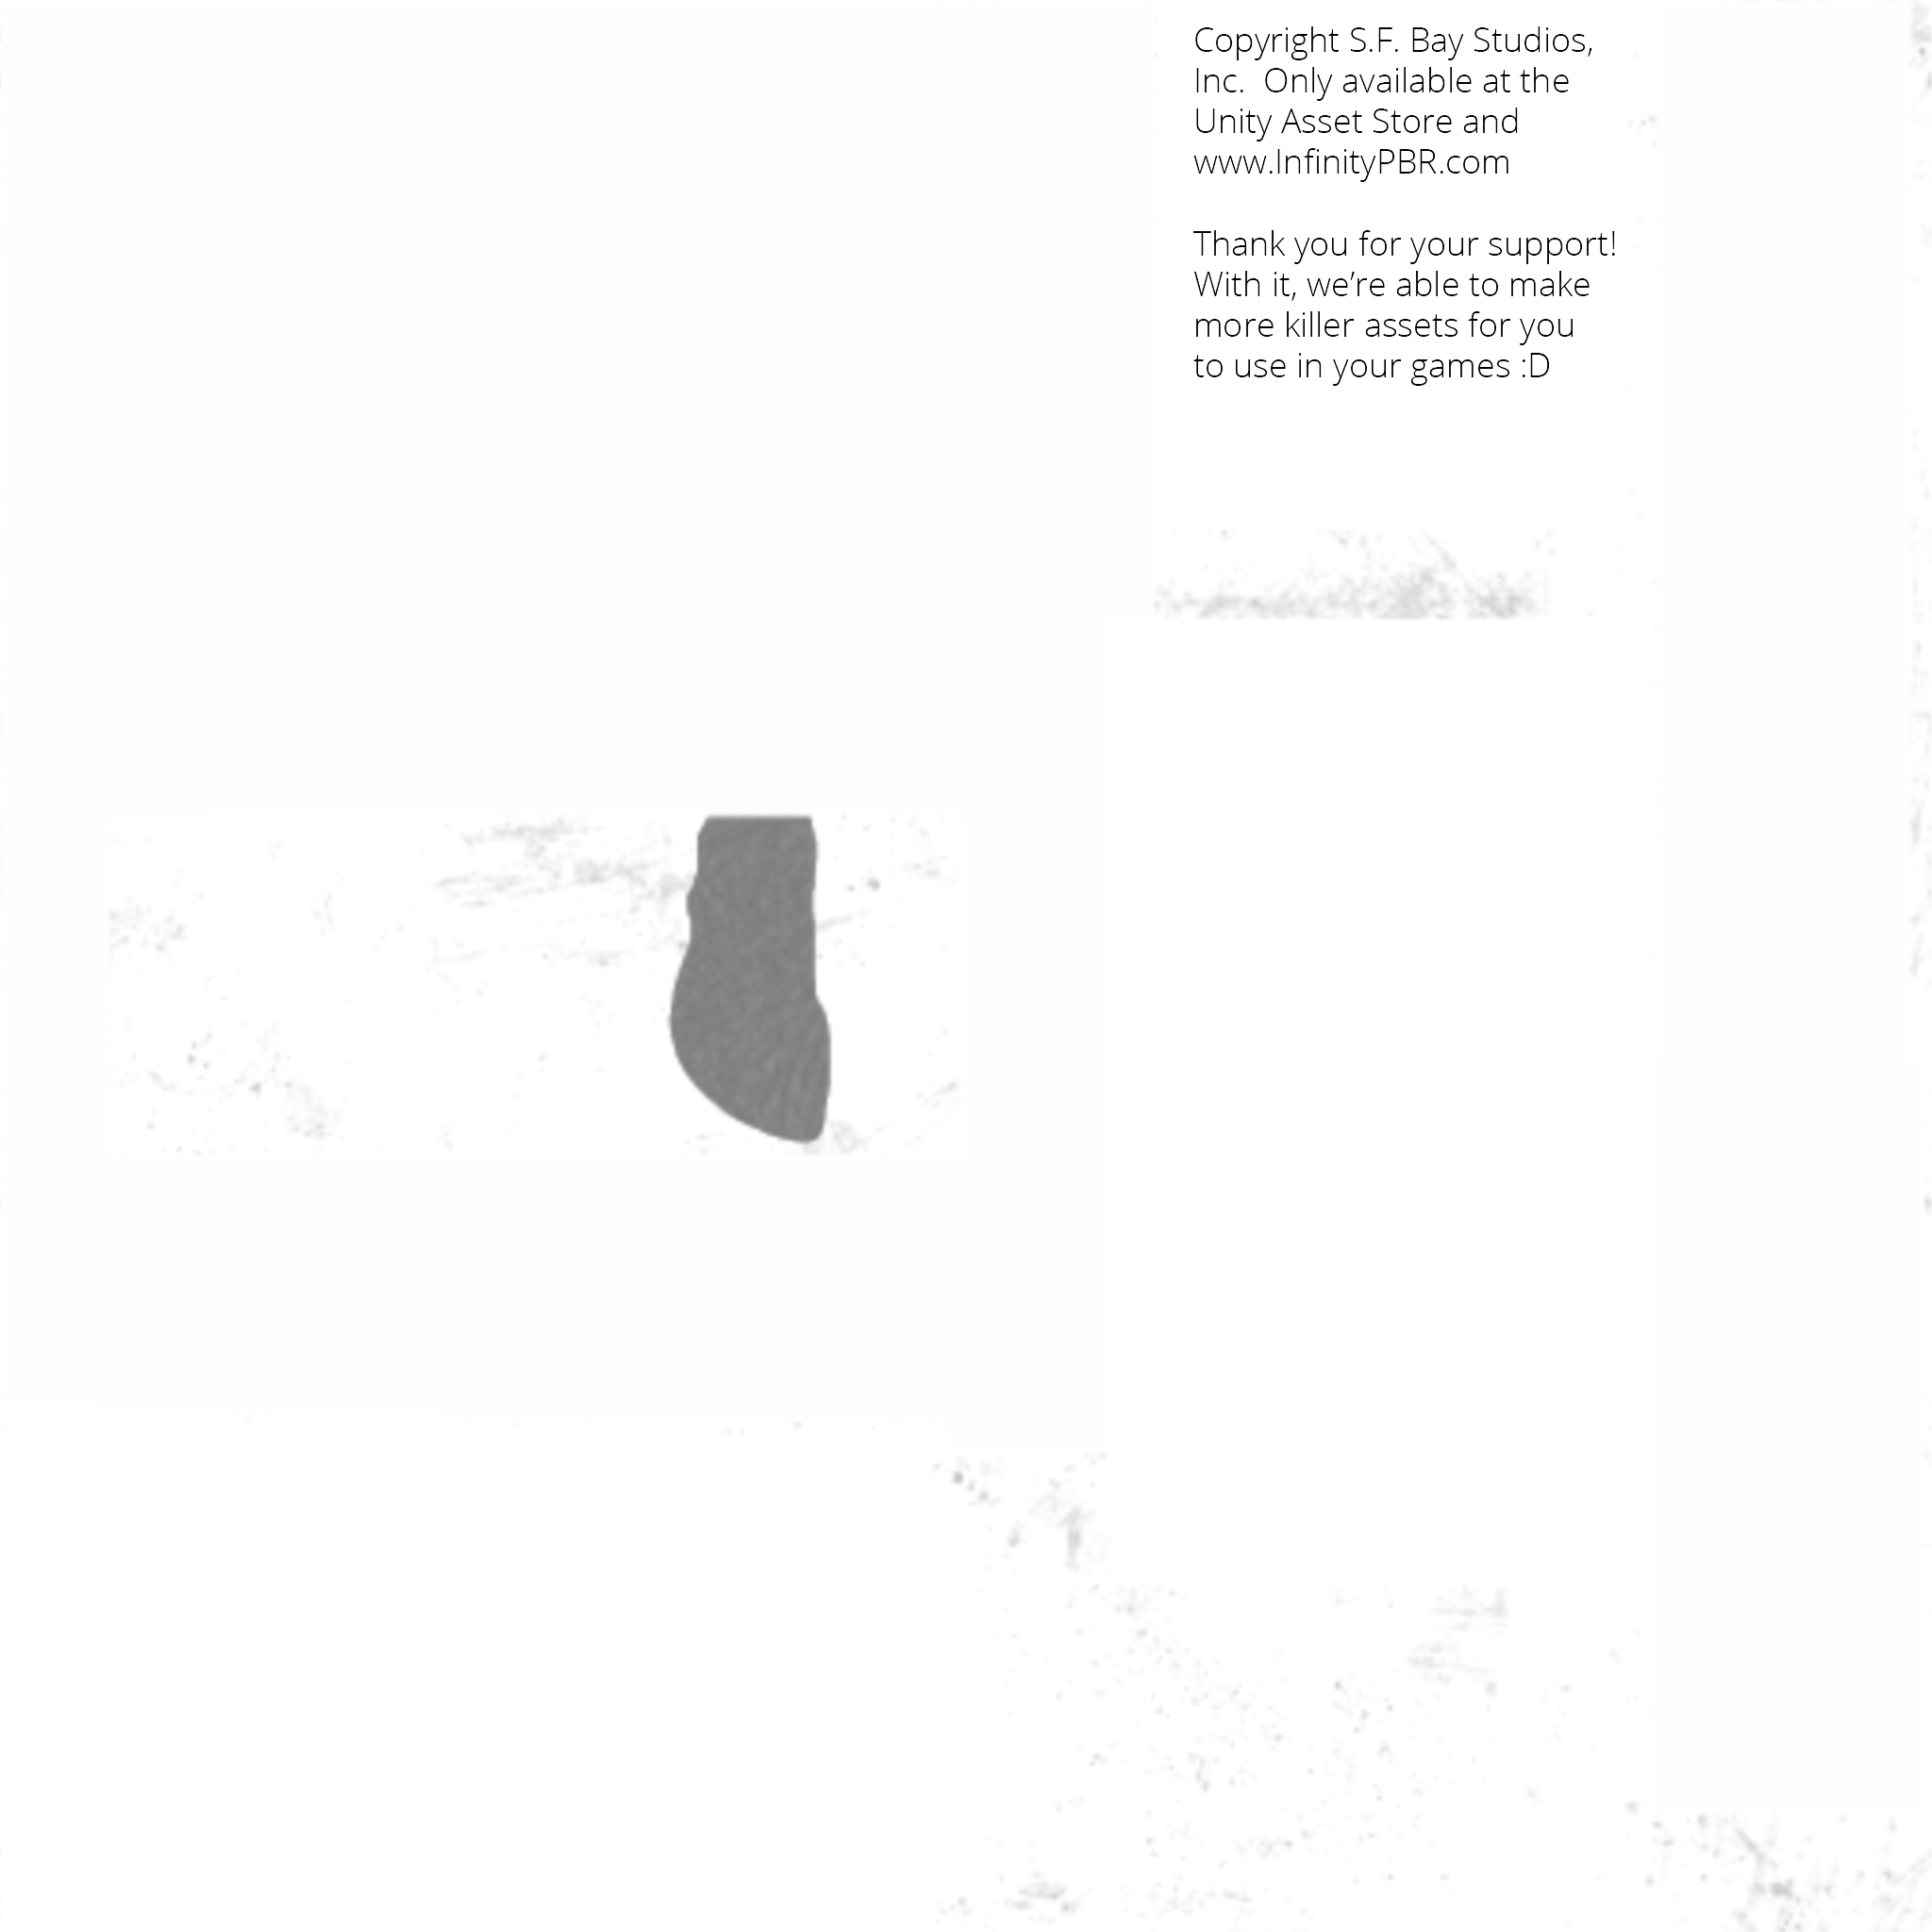 Copyright S.F. Bay Studios,
Inc.  Only available at the
Unity Asset Store and
www.InfinityPBR.com
Thank you for your support!
With it, we’re able to make
more killer assets for you
to use in your games :D